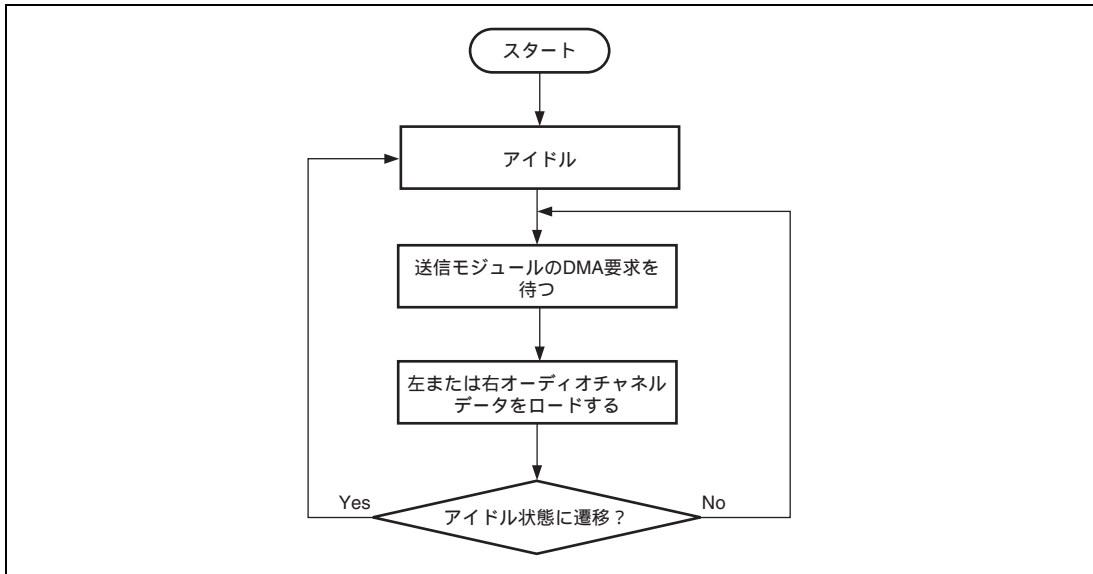 スタート
アイドル
送信モジュールのDMA要求を
待つ
左または右オーディオチャネル
データをロードする
Yes
アイドル状態に遷移？
No